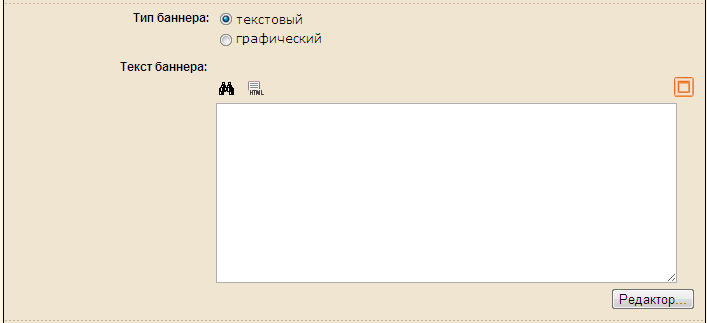 Тип баннера: текстовый
графический
Текст баннера:
HTML
Редактор...